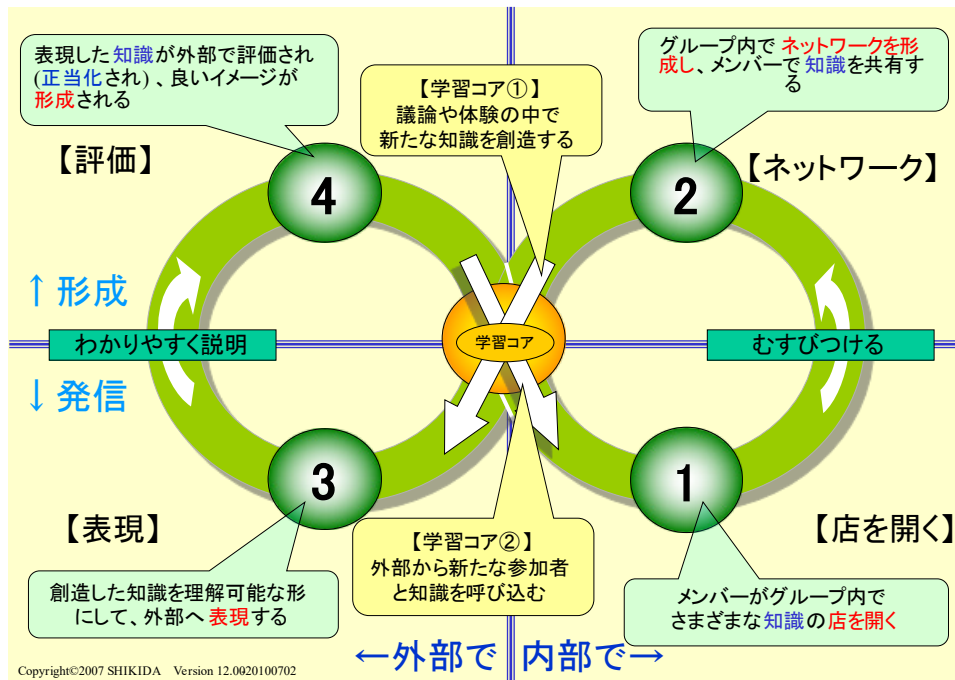 表現した知識が外部で評価され
(正当化され)、良いイメージが
形成される
【学習コア①】
議論や体験の中で
新たな知識を創造する
グループ内でネットワークを形
成し、メンバーで知識を共有す
る
【評価】
4
2
【ネットワーク】
↑形成
わかりやすく説明
学習コア
むすびつける
↓発信
3
1
【表現】
【店を開く】
【学習コア②】
外部から新たな参加者
と知識を呼び込む
創造した知識を理解可能な形
にして、外部へ表現する
メンバーがグループ内で
さまざまな知識の店を開く
←外部で
内部で→
Copyright©2007 SHIKIDA Version 12.0020100702